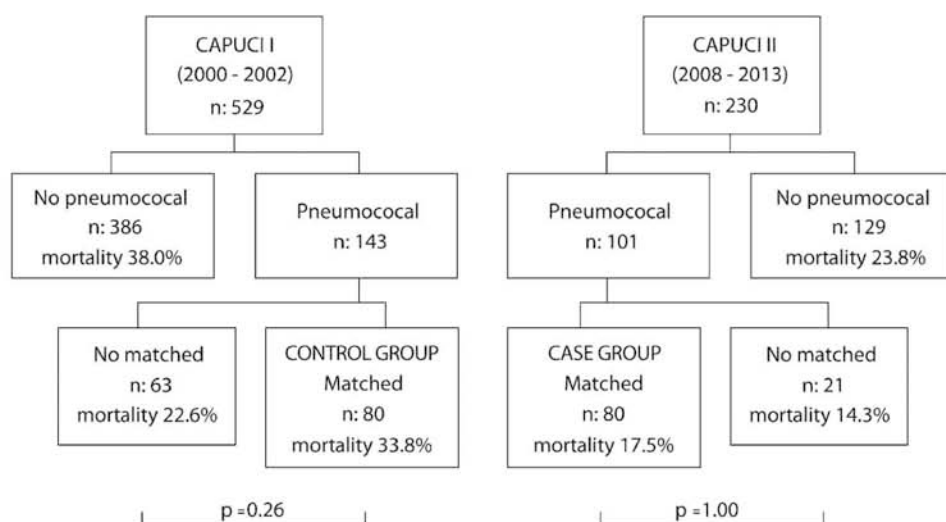 CAPUCI I
(2000 - 2002)
n: 529
CAPUCI II
(2008 - 2013)
n: 230
No pneumococal
n: 386
mortality 38.0%
Pneumococal
n: 143
Pneumococal
n: 101
No pneumococal
n: 129
mortality 23.8%
No matched
n: 63
mortality 22.6%
CONTROL GROUP
Matched
n: 80
mortality 33.8%
CASE GROUP
Matched
n: 80
mortality 17.5%
No matched
n: 21
mortality 14.3%
p =0.26
p =1.00